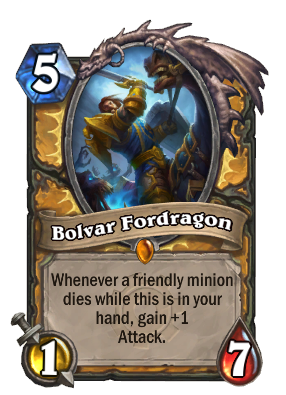 5
Bolvar Fordragon
Whenever a friendly minion
dies while this is in your
hand, gain +1
Attack.
1
7